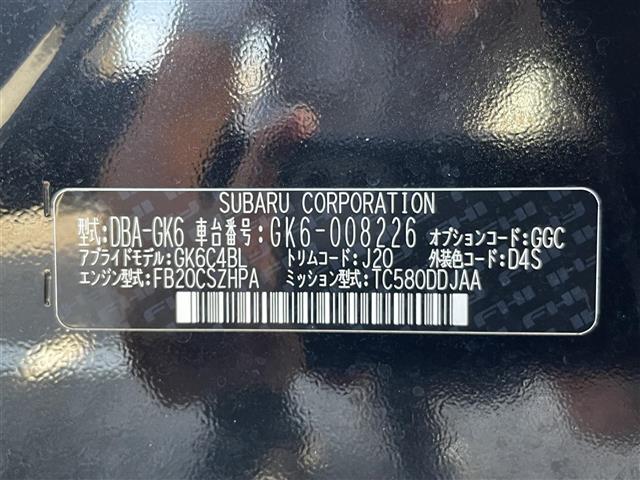 SUBARU CORPORATION
型式:DBA-GK6 車台番号:GK6-008226 オプションコード:GGC
アプライドモデル:GK6C4BL トリムコード:J20 外装色コード:D4S
エンジン型式:FB20CSZHPA ミッション型式:TC580DDJAA